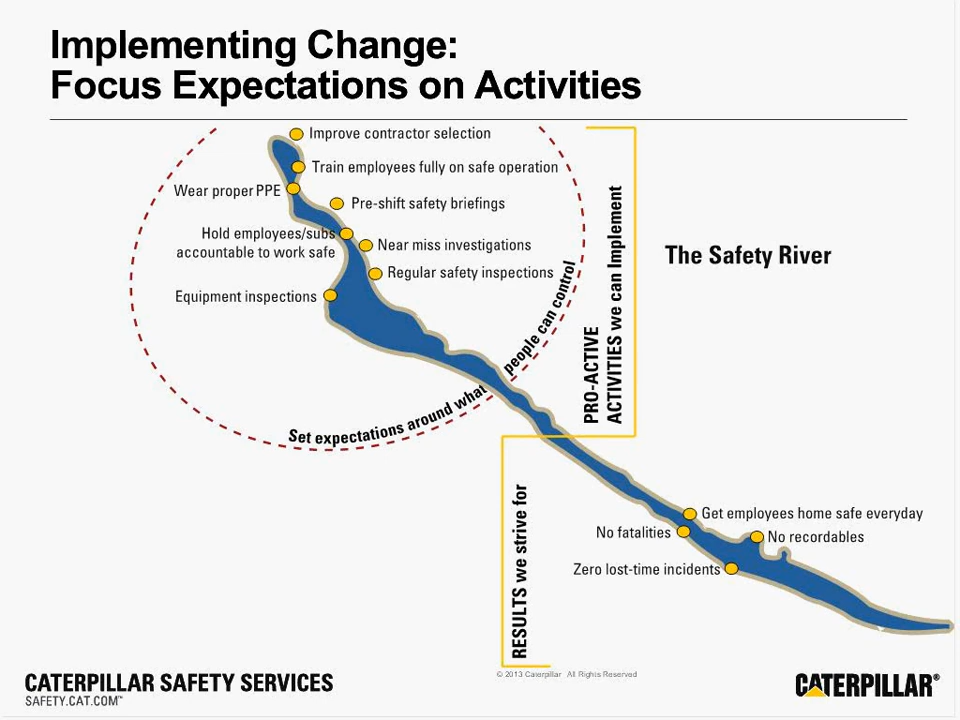 Implementing Change:
Focus Expectations on Activities
Improve contractor selection
Train employees fully on safe operation
Wear proper PPE
Pre-shift safety briefings
Hold employees/subs
accountable to work safe
Near miss investigations
Regular safety inspections
Equipment inspections
Set expectations around what people can control
PRO-ACTIVE
ACTIVITIES we can Implement
The Safety River
RESULTS we strive for
Get employees home safe everyday
No fatalities
No recordables
Zero lost-time incidents
© 2013 Caterpillar All Rights Reserved
CATERPILLAR SAFETY SERVICES
SAFETY.CAT.COM™
CATERPILLAR®